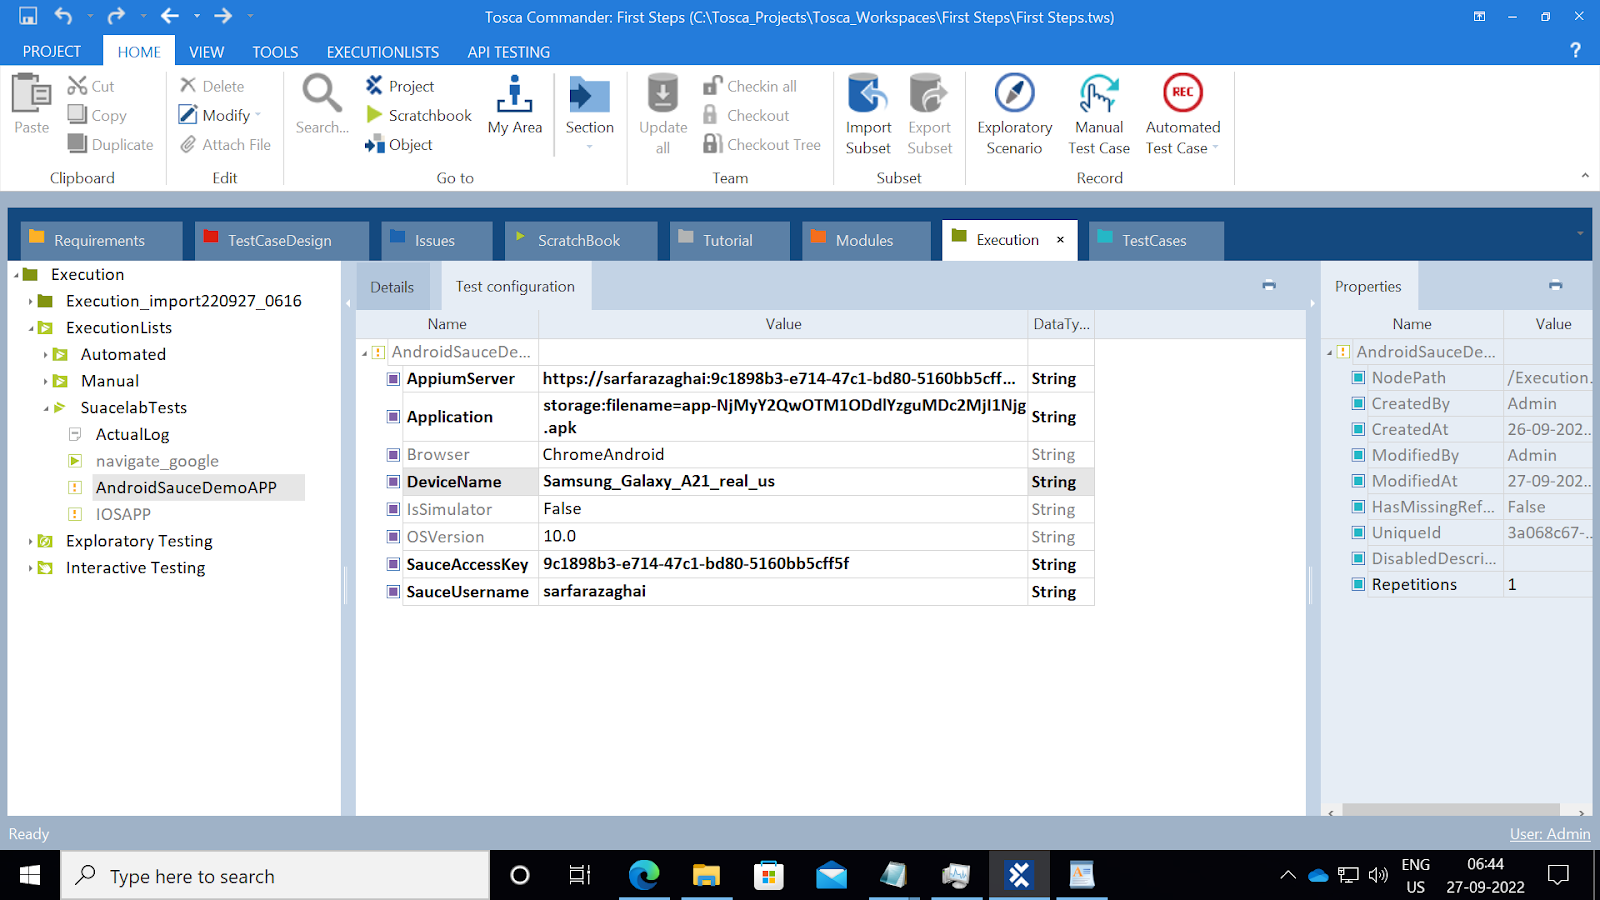 Tosca Commander: First Steps (C:\Tosca_Projects\Tosca_Workspaces\First Steps\First Steps.tws)
PROJECT HOME VIEW TOOLS EXECUTIONLISTS API TESTING ?
Paste
Cut
Copy
Duplicate
Clipboard
Delete
Modify
Attach File
Edit
Search...
Project
Scratchbook
Object
My Area
Go to
Section
Update all
Checkin all
Checkout
Checkout Tree
Team
Import Subset
Export Subset
Subset
Exploratory Scenario
Manual Test Case
REC
Automated Test Case
Record
Requirements TestCaseDesign Issues ScratchBook Tutorial Modules Execution × TestCases
Execution
Execution_import220927_0616
ExecutionLists
Automated
Manual
SuacelabTests
ActualLog
navigate_google
AndroidSauceDemoAPP
IOSAPP
Exploratory Testing
Interactive Testing
Details Test configuration
Name Value DataTy...
AndroidSauceDe...
AppiumServer https://sarfarazaghai:9c1898b3-e714-47c1-bd80-5160bb5cff... String
Application storage:filename=app-NjMyY2QwOTM1ODdlYzguMDc2MjI1Njg
.apk String
Browser ChromeAndroid String
DeviceName Samsung_Galaxy_A21_real_us String
IsSimulator False String
OSVersion 10.0 String
SauceAccessKey 9c1898b3-e714-47c1-bd80-5160bb5cff5f String
SauceUsername sarfarazaghai String
Properties
Name Value
AndroidSauceDe...
NodePath /Execution.
CreatedBy Admin
CreatedAt 26-09-202...
ModifiedBy Admin
ModifiedAt 27-09-202...
HasMissingRef... False
UniqueId 3a068c67-..
DisabledDescri...
Repetitions 1
Ready
User: Admin
Type here to search
ENG
US
06:44
27-09-2022